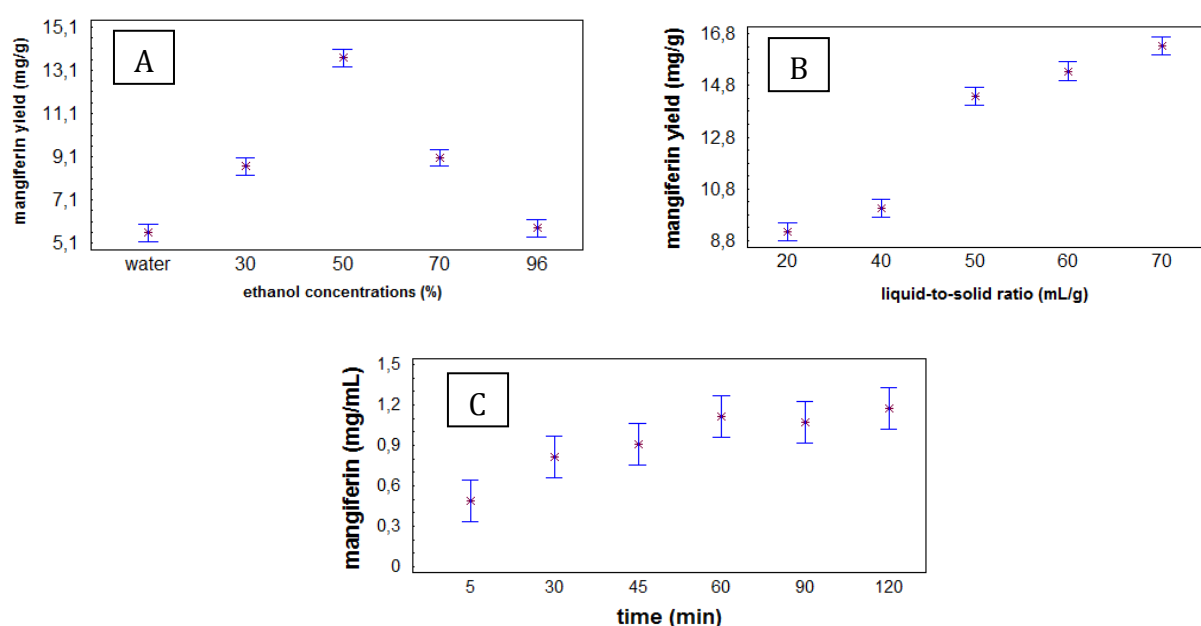 A
mangiferin yield (mg/g)
15,1
13,1
11,1
9,1
7,1
5,1
water 30 50 70 96
ethanol concentrations (%)
B
mangiferin yield (mg/g)
16,8
14,8
12,8
10,8
8,8
20 40 50 60 70
liquid-to-solid ratio (mL/g)
C
mangiferin (mg/mL)
1,5
1,2
0,9
0,6
0,3
0
5 30 45 60 90 120
time (min)